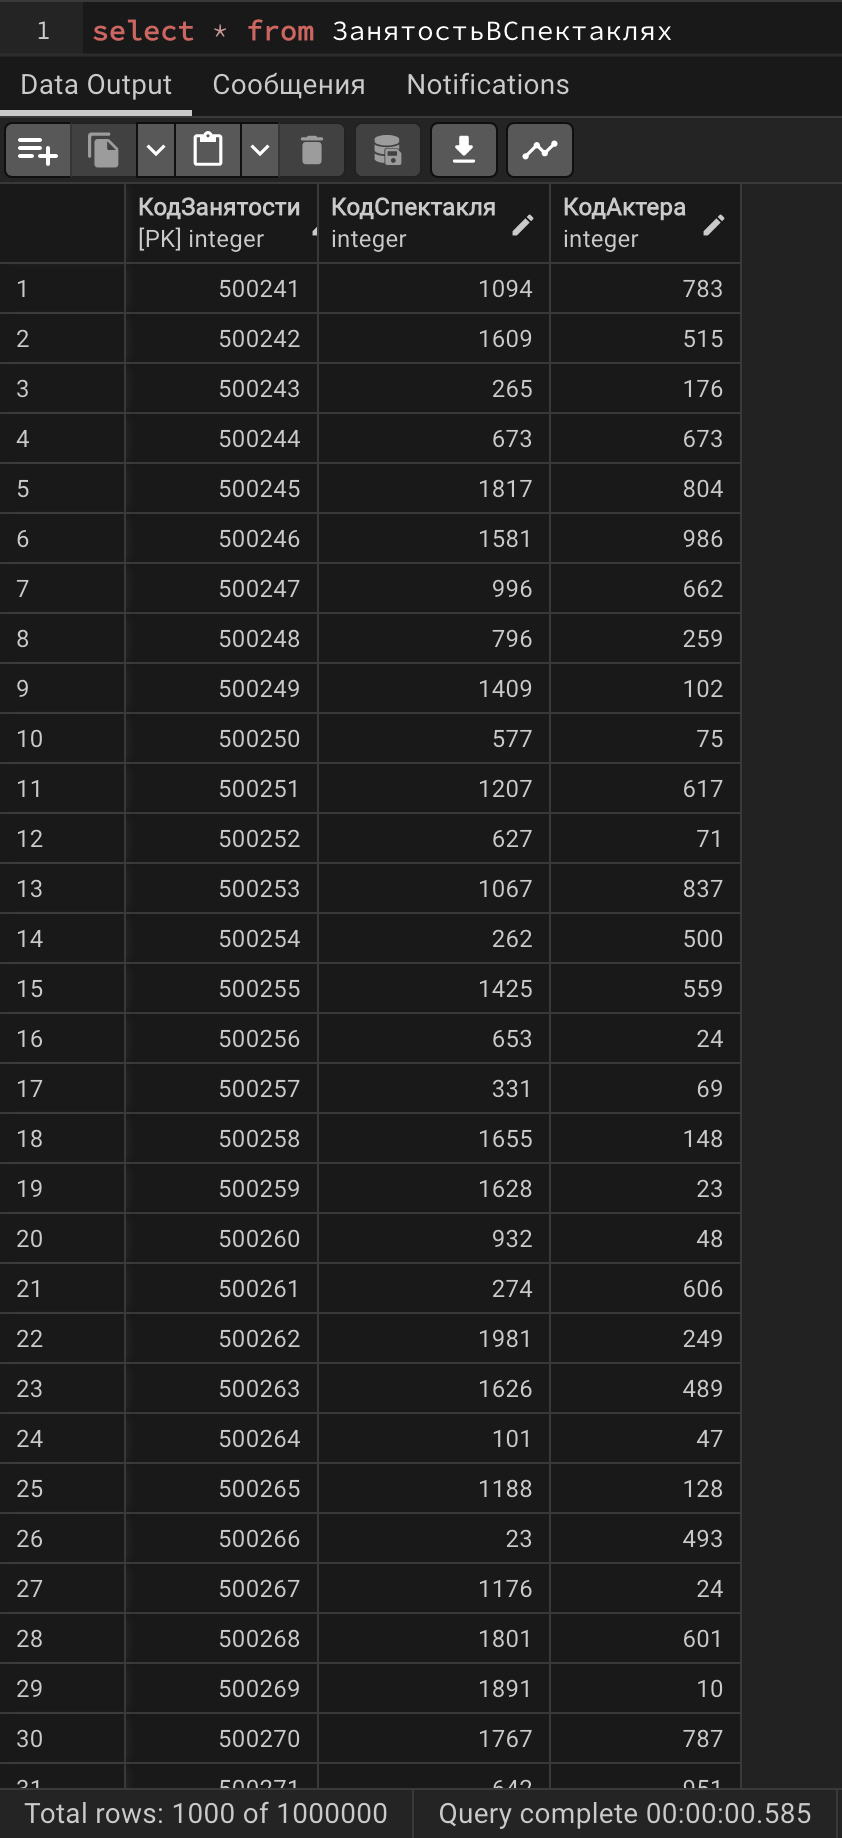 1 select * from ЗанятостьВСпектаклях
Data Output Сообщения Notifications
КодЗанятости КодСпектакля КодАктера
[PK] integer integer integer
1 500241 1094 783
2 500242 1609 515
3 500243 265 176
4 500244 673 673
5 500245 1817 804
6 500246 1581 986
7 500247 996 662
8 500248 796 259
9 500249 1409 102
10 500250 577 75
11 500251 1207 617
12 500252 627 71
13 500253 1067 837
14 500254 262 500
15 500255 1425 559
16 500256 653 24
17 500257 331 69
18 500258 1655 148
19 500259 1628 23
20 500260 932 48
21 500261 274 606
22 500262 1981 249
23 500263 1626 489
24 500264 101 47
25 500265 1188 128
26 500266 23 493
27 500267 1176 24
28 500268 1801 601
29 500269 1891 10
30 500270 1767 787
31 500271 642 951
Total rows: 1000 of 1000000 Query complete 00:00:00.585